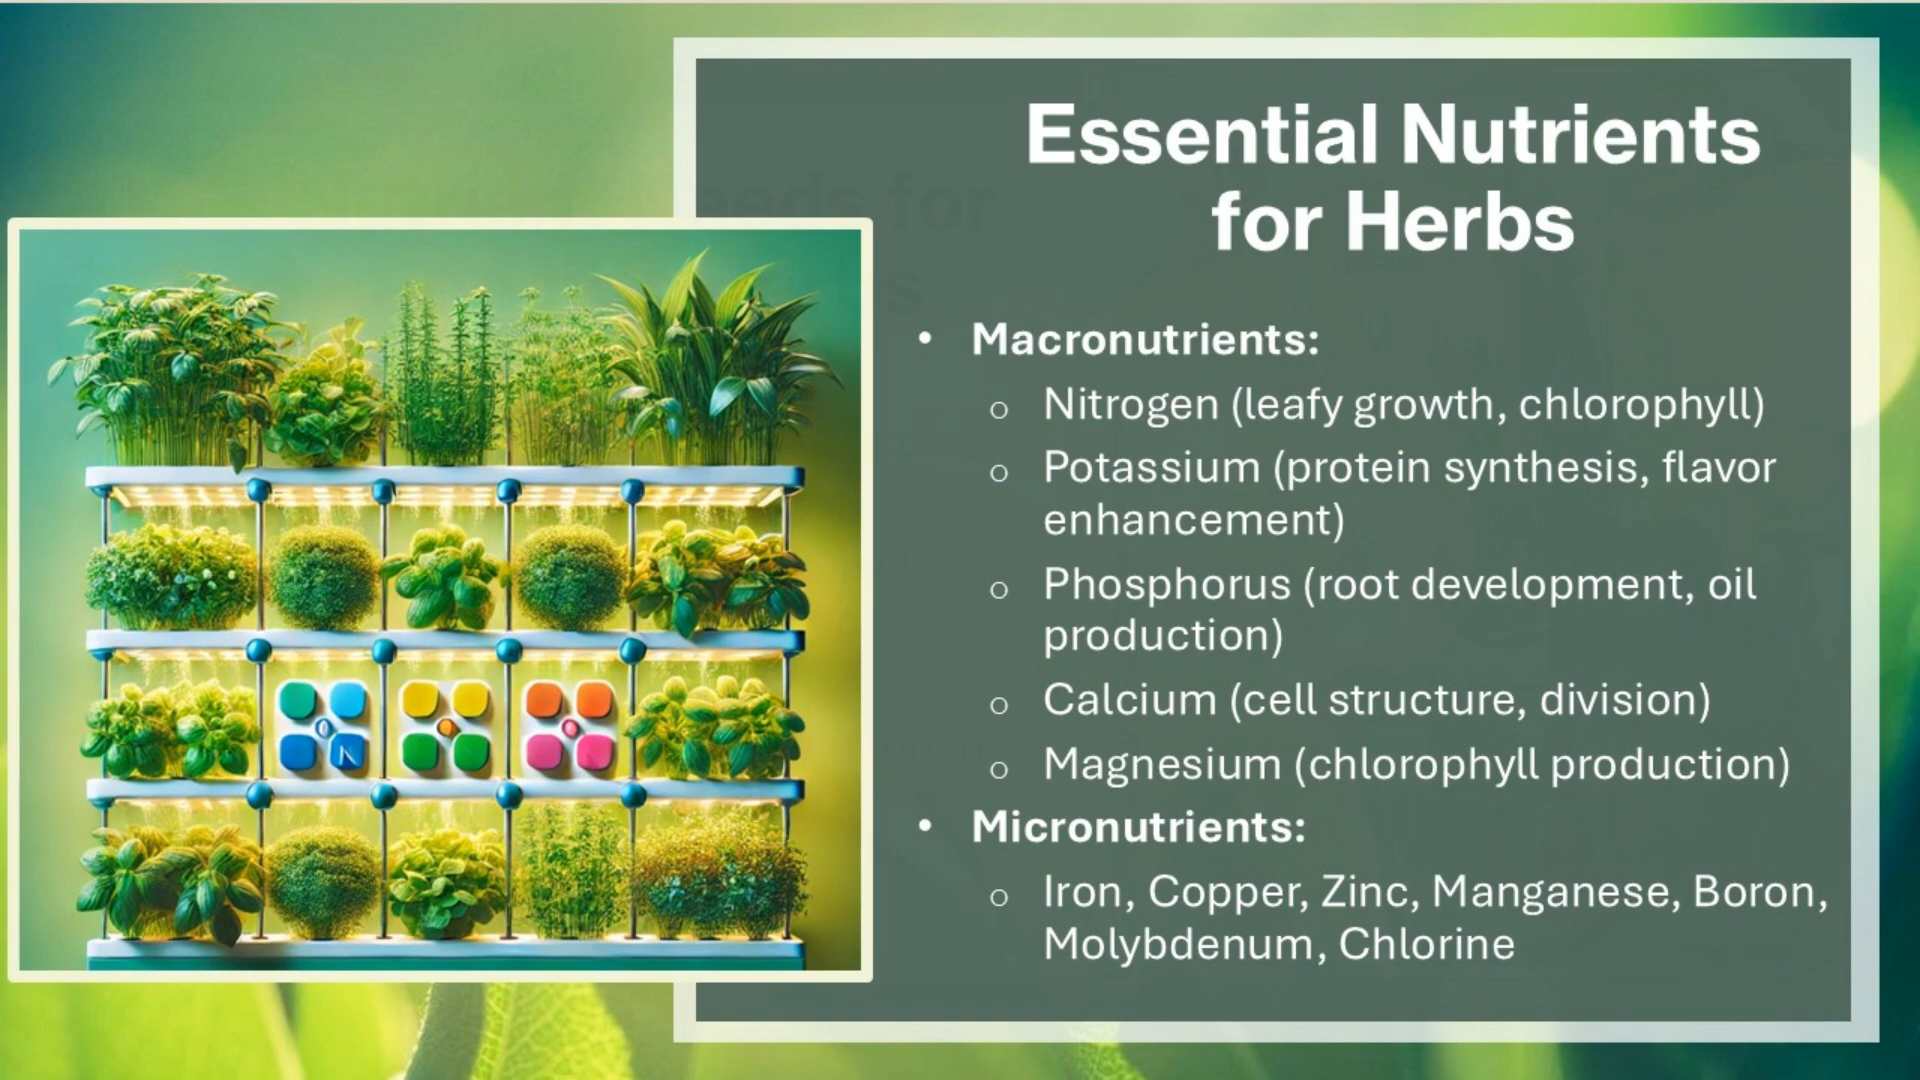 Essential Nutrients
for Herbs
• Macronutrients:
o Nitrogen (leafy growth, chlorophyll)
o Potassium (protein synthesis, flavor
enhancement)
o Phosphorus (root development, oil
production)
o Calcium (cell structure, division)
o Magnesium (chlorophyll production)
• Micronutrients:
o Iron, Copper, Zinc, Manganese, Boron,
Molybdenum, Chlorine
N